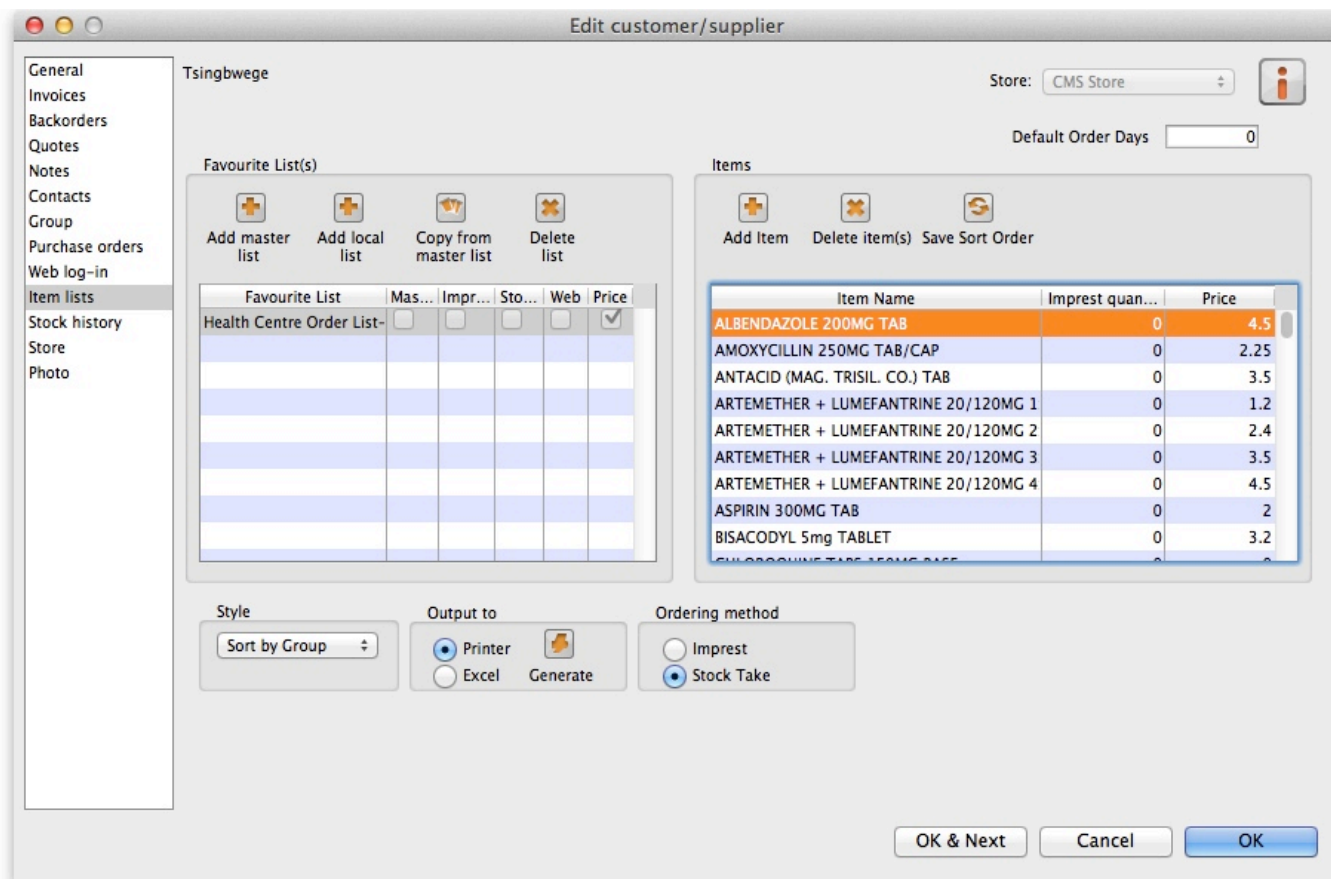 Edit customer/supplier
General
Invoices
Backorders
Quotes
Notes
Contacts
Group
Purchase orders
Web log-in
Item lists
Stock history
Store
Photo
Tsingbwege
Store: CMS Store
Default Order Days 0
Favourite List(s)
Add master list
Add local list
Copy from master list
Delete list
Favourite List Mas... Impr... Sto... Web Price
Health Centre Order List-
Items
Add Item Delete item(s) Save Sort Order
Item Name Imprest quan... Price
ALBENDAZOLE 200MG TAB 0 4.5
AMOXYCILLIN 250MG TAB/CAP 0 2.25
ANTACID (MAG. TRISIL. CO.) TAB 0 3.5
ARTEMETHER + LUMEFANTRINE 20/120MG 1 0 1.2
ARTEMETHER + LUMEFANTRINE 20/120MG 2 0 2.4
ARTEMETHER + LUMEFANTRINE 20/120MG 3 0 3.5
ARTEMETHER + LUMEFANTRINE 20/120MG 4 0 4.5
ASPIRIN 300MG TAB 0 2
BISACODYL 5mg TABLET 0 3.2
Style
Sort by Group
Output to
Printer
Excel
Generate
Ordering method
Imprest
Stock Take
OK & Next Cancel OK